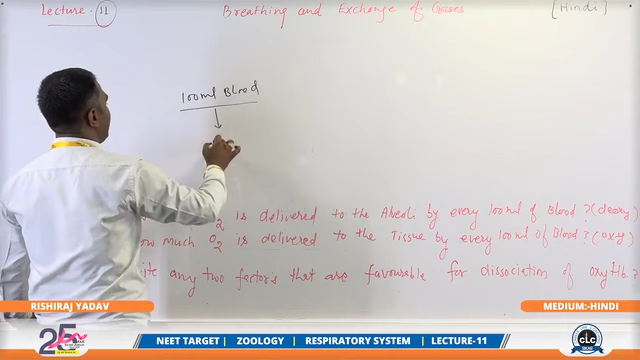 Lecture. 11
Breathing and Exchange of Gases
[Hindi]
100ml Blood
2 is delivered to the Alveoli by every 100ml of Blood? (deoxy)
ow much O2 is delivered to the Tissue by every 100ml of Blood? (oxy)
ite any two factors that are favourable for dissociation of oxyHb?
RISHIRAJ YADAV
MEDIUM:-HINDI
25
NEET TARGET | ZOOLOGY | RESPIRATORY SYSTEM | LECTURE-11
CLC